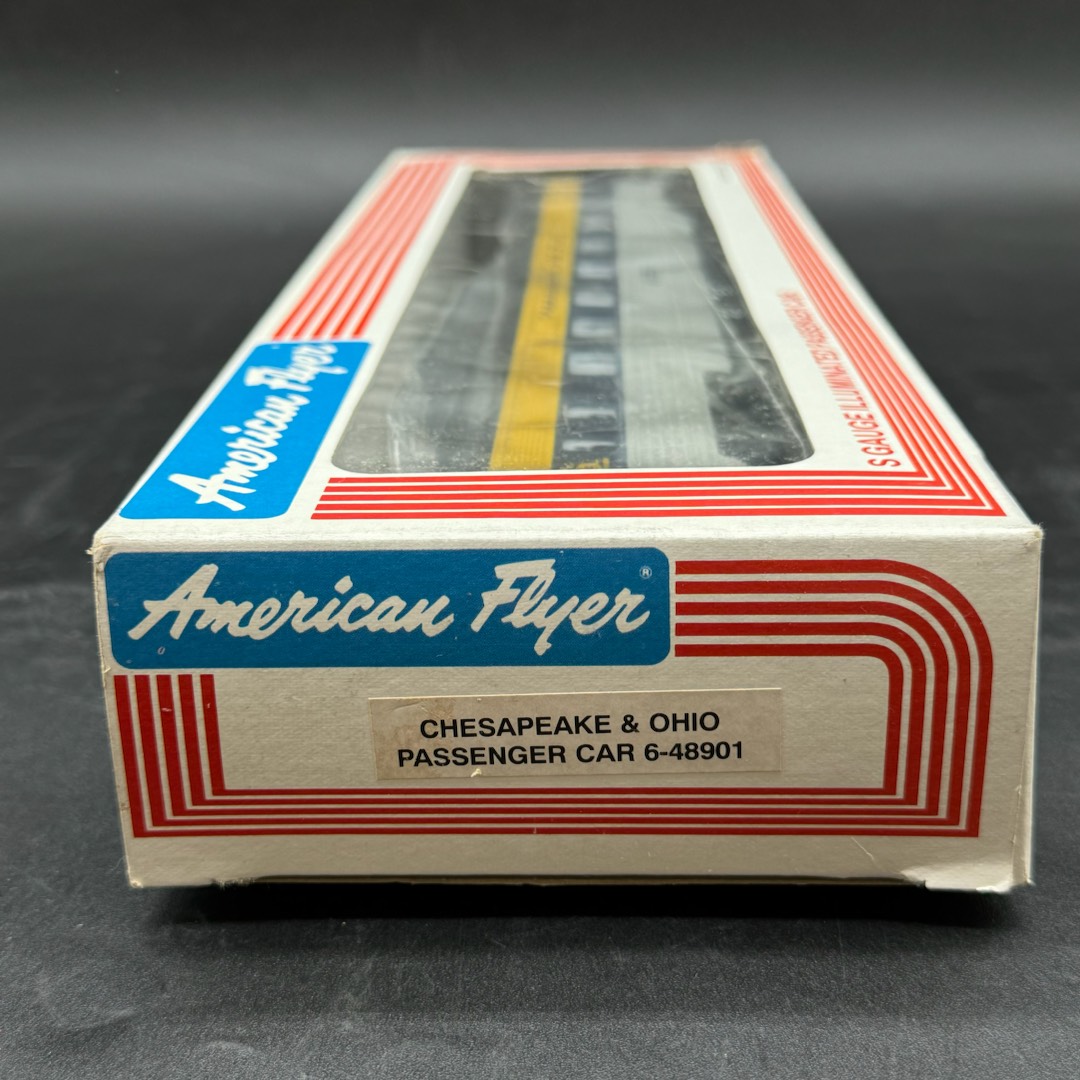 American Flyer
S GAUGE ILLUMINATED PASSENGER CAR
American Flyer®
CHESAPEAKE & OHIO
PASSENGER CAR 6-48901